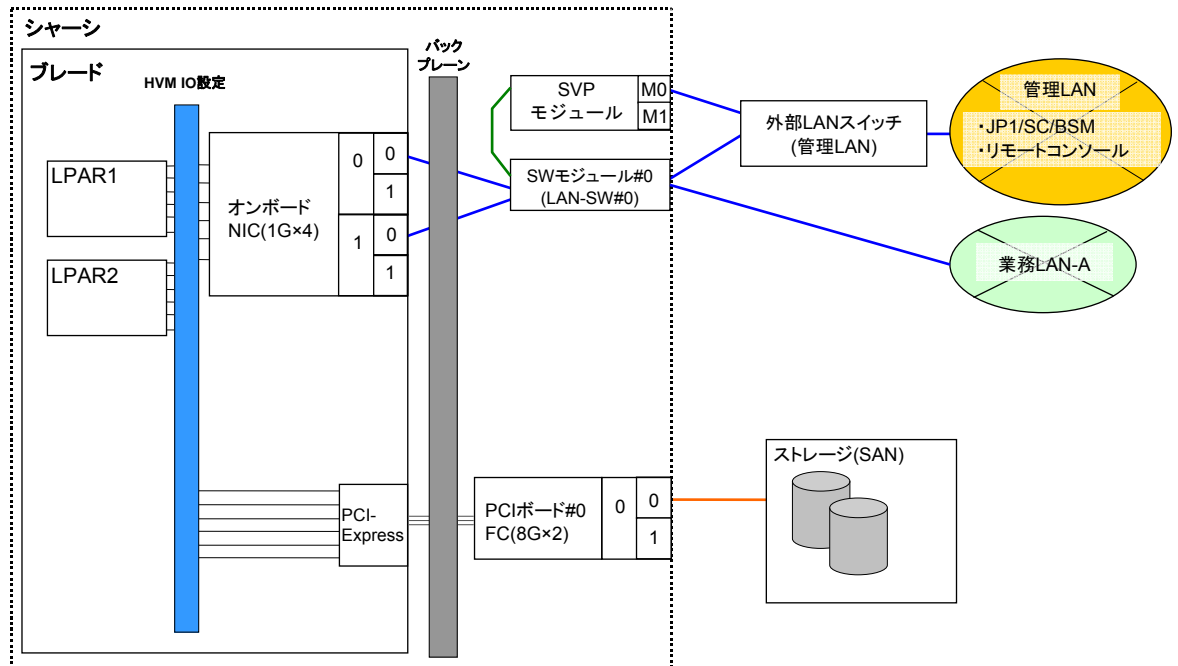 シャーシ
ブレード
HVM IO設定
バック
プレーン
LPAR1
LPAR2
オンボード
NIC(1G×4)
0
0
1
1
0
1
SVP
モジュール
M0
M1
SWモジュール#0
(LAN-SW#0)
外部LANスイッチ
(管理LAN)
管理LAN
・JP1/SC/BSM
・リモートコンソール
業務LAN-A
PCI-
Express
PCIボード#0
FC(8G×2)
0
0
1
ストレージ(SAN)